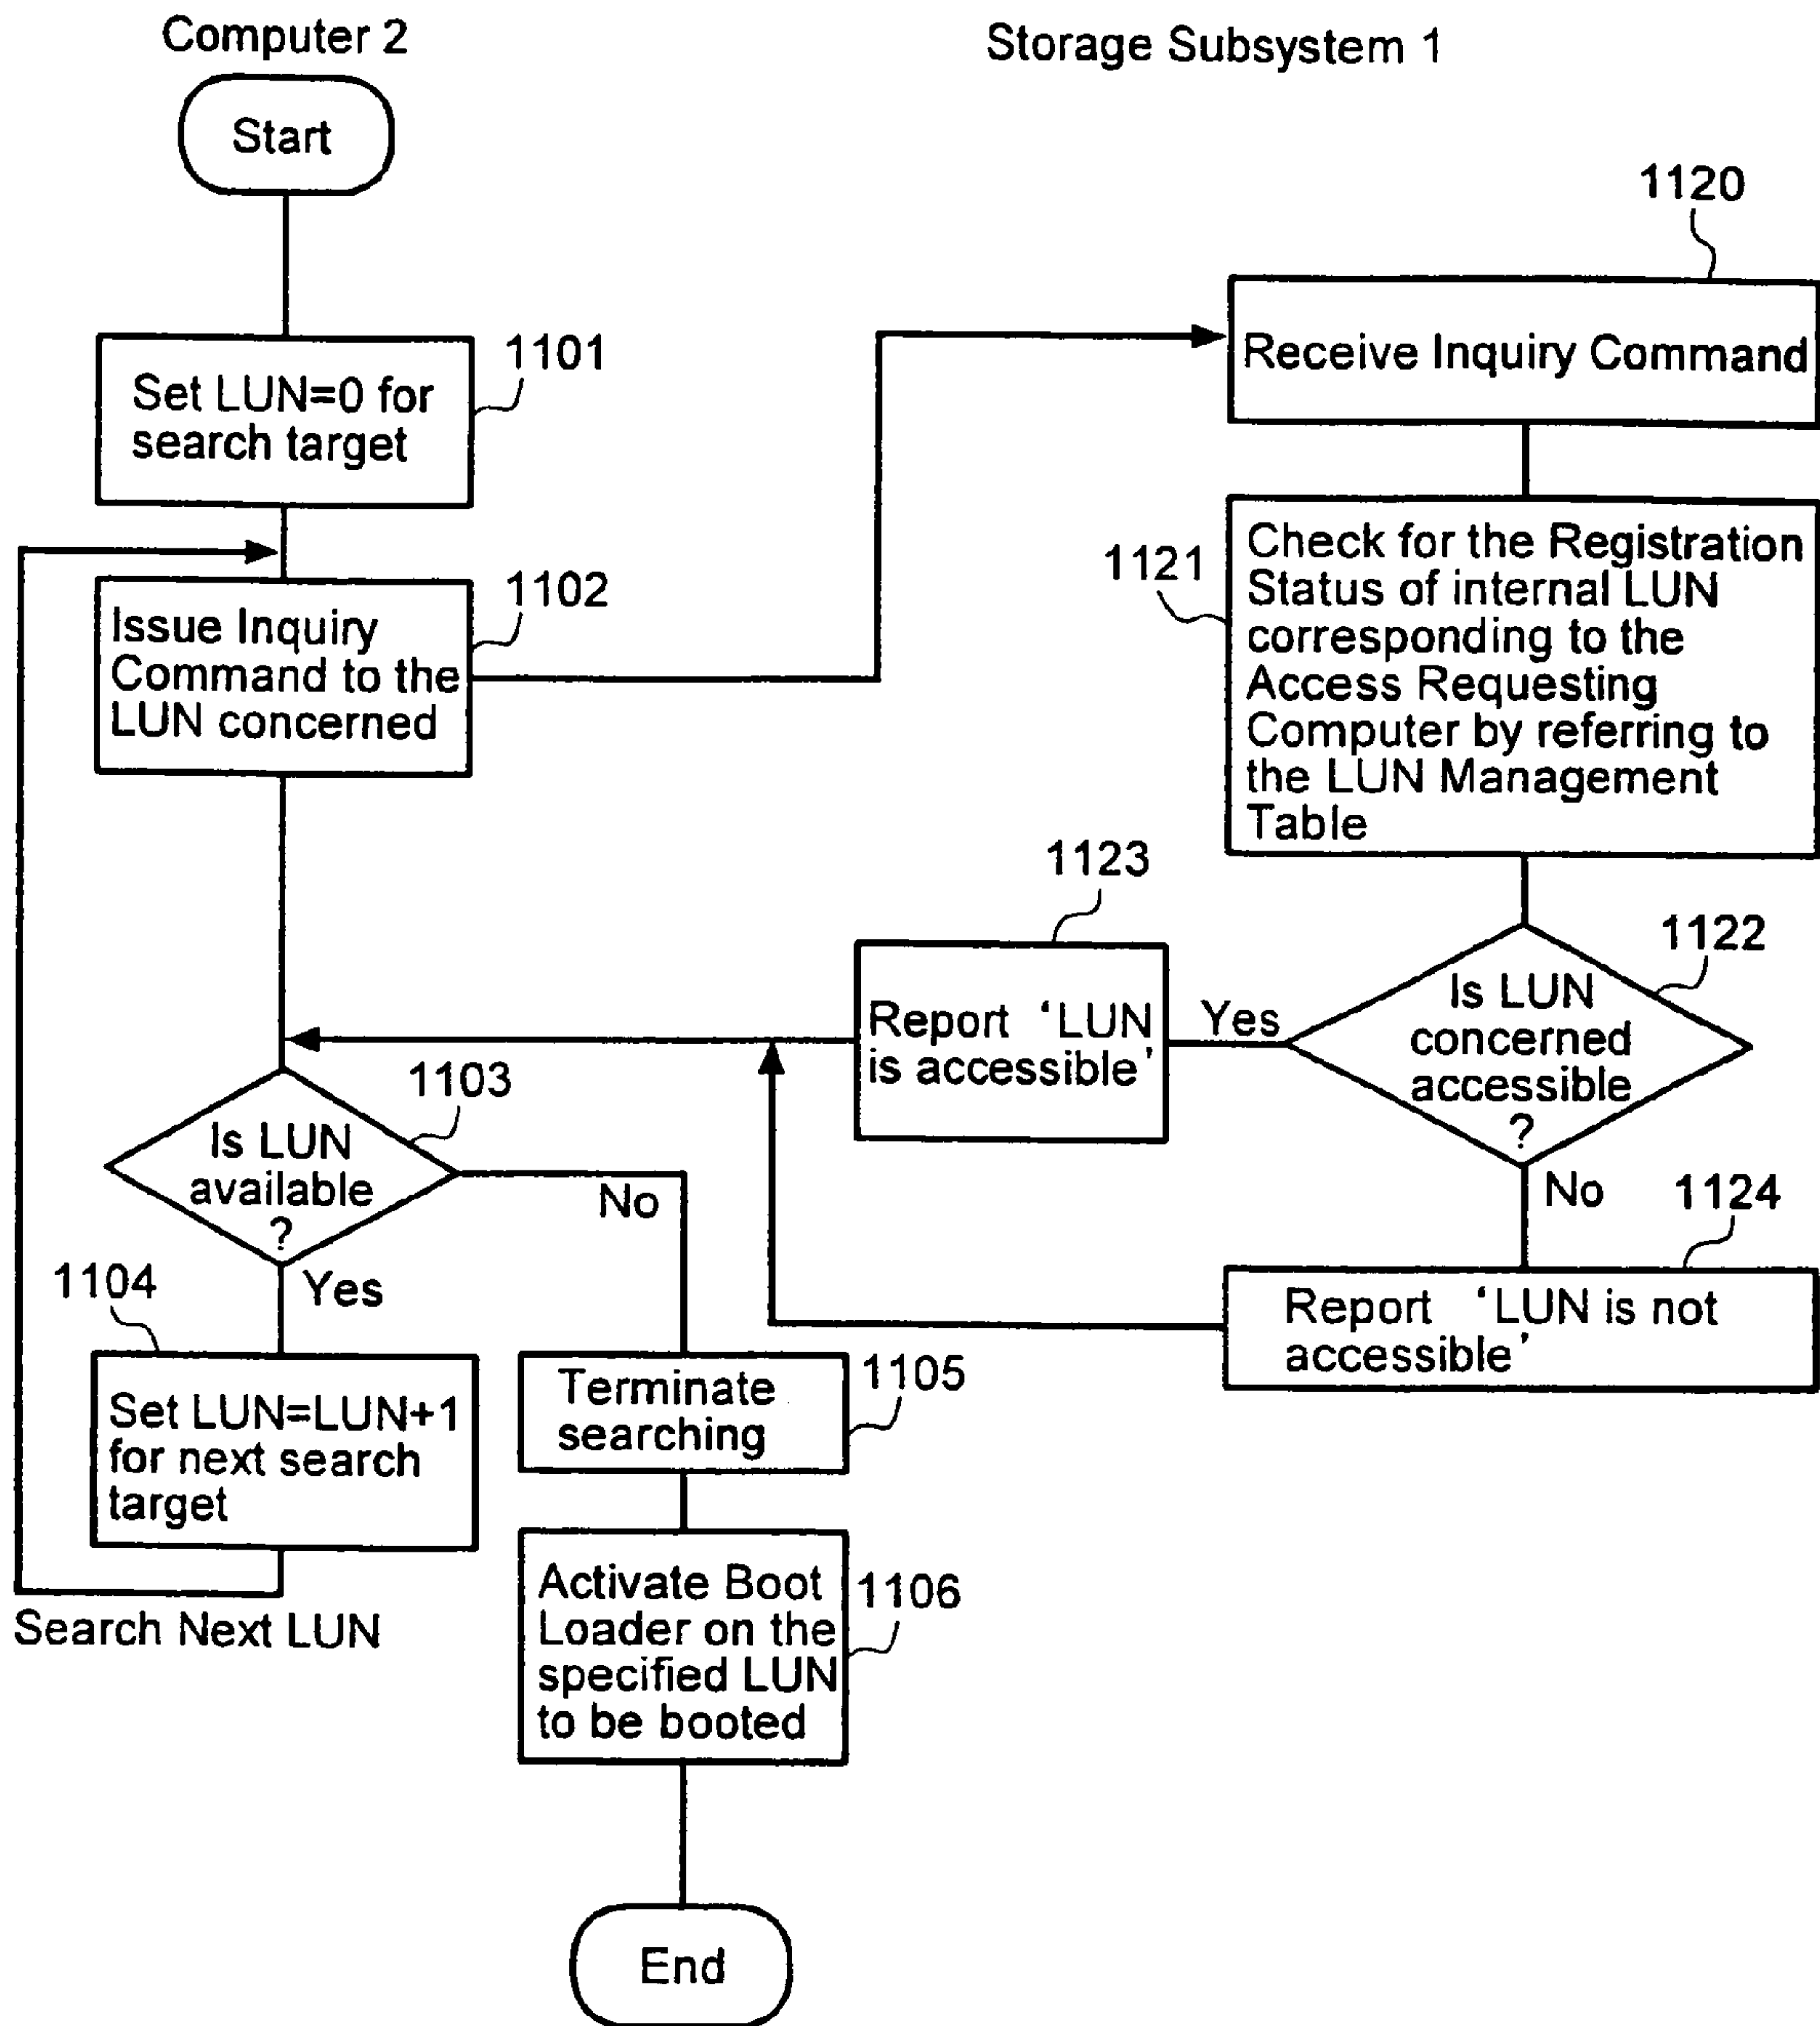 Computer 2
Storage Subsystem 1
Start
1120
Receive Inquiry Command
1101
Set LUN=0 for
search target
1121
Check for the Registration
Status of internal LUN
corresponding to the
Access Requesting
Computer by referring to
the LUN Management
Table
1102
Issue Inquiry
Command to the
LUN concerned
1123
Report ‘LUN
is accessible’
Yes
1122
Is LUN
concerned
accessible
?
No
1103
Is LUN
available
?
No
Yes
1124
Report ‘LUN is not
accessible’
1104
Set LUN=LUN+1
for next search
target
Search Next LUN
1105
Terminate
searching
1106
Activate Boot
Loader on the
specified LUN
to be booted
End